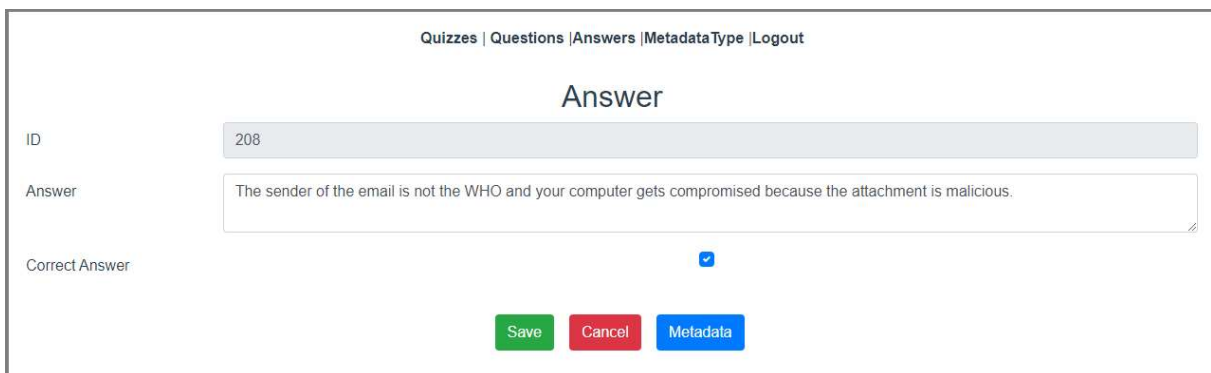 Quizzes | Questions |Answers |MetadataType |Logout
Answer
ID 208
Answer The sender of the email is not the WHO and your computer gets compromised because the attachment is malicious.
Correct Answer
Save Cancel Metadata